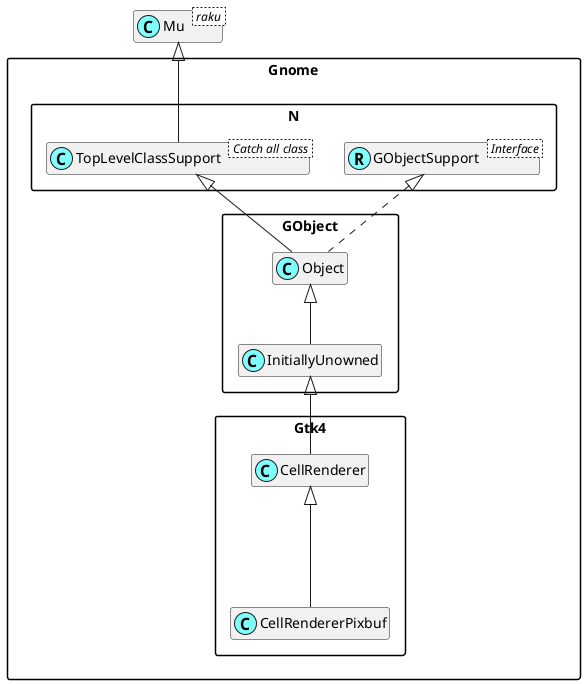 raku
C Mu
Gnome
N
Catch all class
C TopLevelClassSupport
Interface
R GObjectSupport
GObject
C Object
C InitiallyUnowned
Gtk4
C CellRenderer
C CellRendererPixbuf